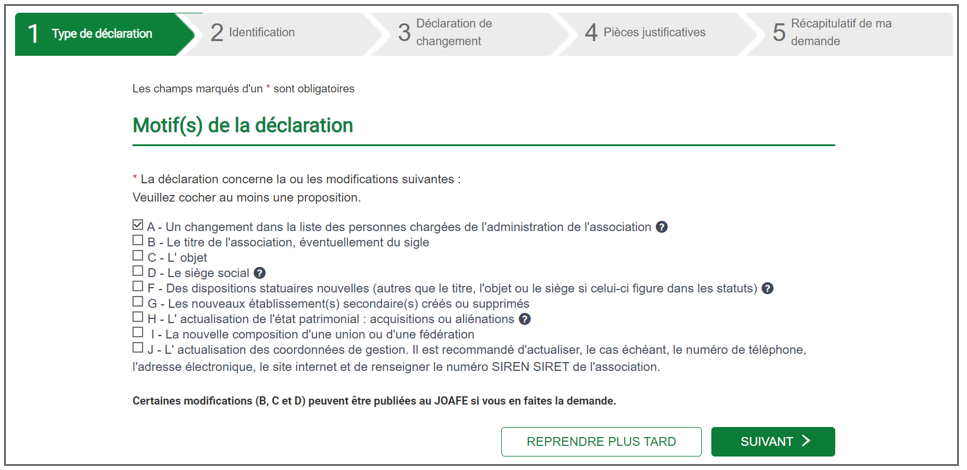 1 Type de déclaration
2 Identification
3 Déclaration de
changement
4 Pièces justificatives
5 Récapitulatif de ma
demande
Les champs marqués d'un * sont obligatoires
Motif(s) de la déclaration
* La déclaration concerne la ou les modifications suivantes :
Veuillez cocher au moins une proposition.
A - Un changement dans la liste des personnes chargées de l'administration de l'association ?
B - Le titre de l'association, éventuellement du sigle
C - L' objet
D - Le siège social ?
F - Des dispositions statuaires nouvelles (autres que le titre, l'objet ou le siège si celui-ci figure dans les statuts) ?
G - Les nouveaux établissement(s) secondaire(s) créés ou supprimés
H - L' actualisation de l'état patrimonial : acquisitions ou aliénations ?
I - La nouvelle composition d'une union ou d'une fédération
J - L' actualisation des coordonnées de gestion. Il est recommandé d'actualiser, le cas échéant, le numéro de téléphone,
l'adresse électronique, le site internet et de renseigner le numéro SIREN SIRET de l'association.
Certaines modifications (B, C et D) peuvent être publiées au JOAFE si vous en faites la demande.
REPRENDRE PLUS TARD
SUIVANT